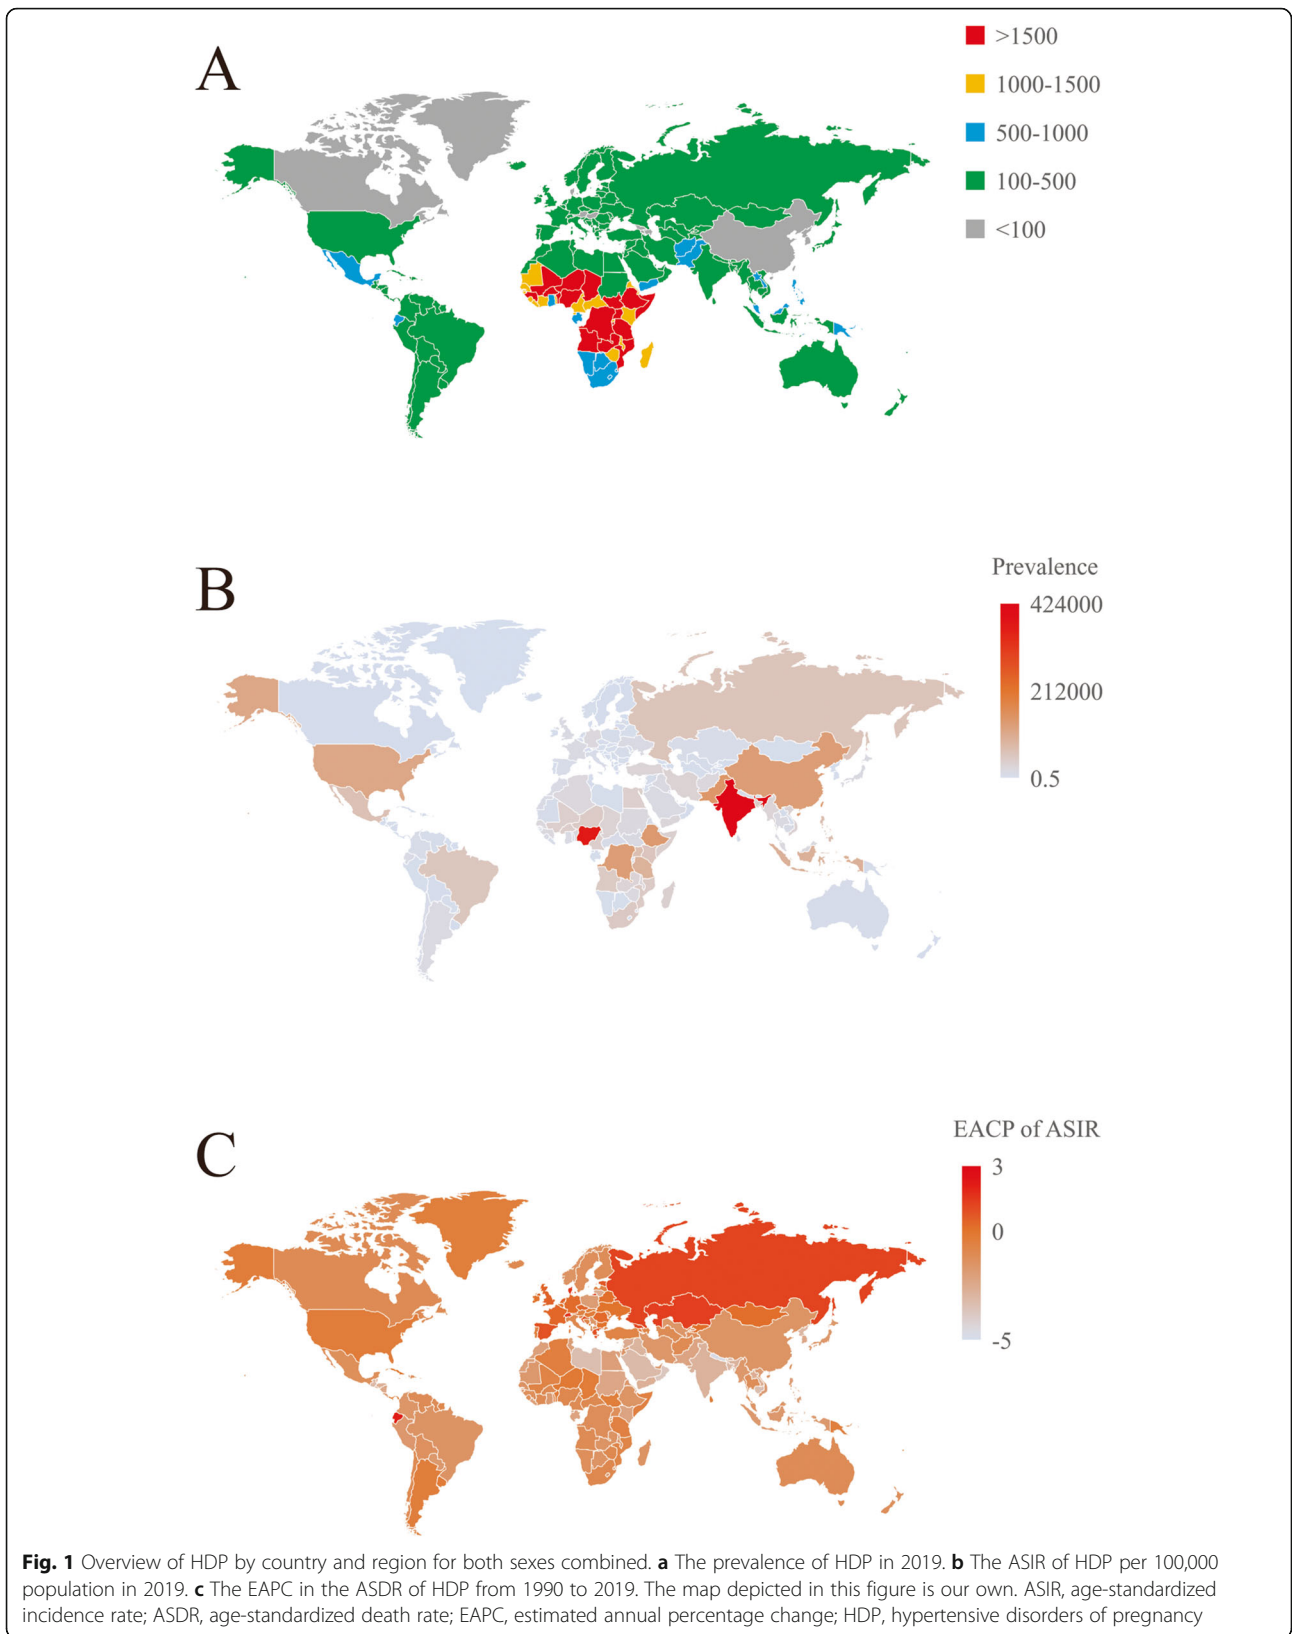 A
>1500
1000-1500
500-1000
100-500
<100
B
Prevalence
424000
212000
0.5
C
EACP of ASIR
3
0
-5
Fig. 1 Overview of HDP by country and region for both sexes combined. a The prevalence of HDP in 2019. b The ASIR of HDP per 100,000
population in 2019. c The EAPC in the ASDR of HDP from 1990 to 2019. The map depicted in this figure is our own. ASIR, age-standardized
incidence rate; ASDR, age-standardized death rate; EAPC, estimated annual percentage change; HDP, hypertensive disorders of pregnancy